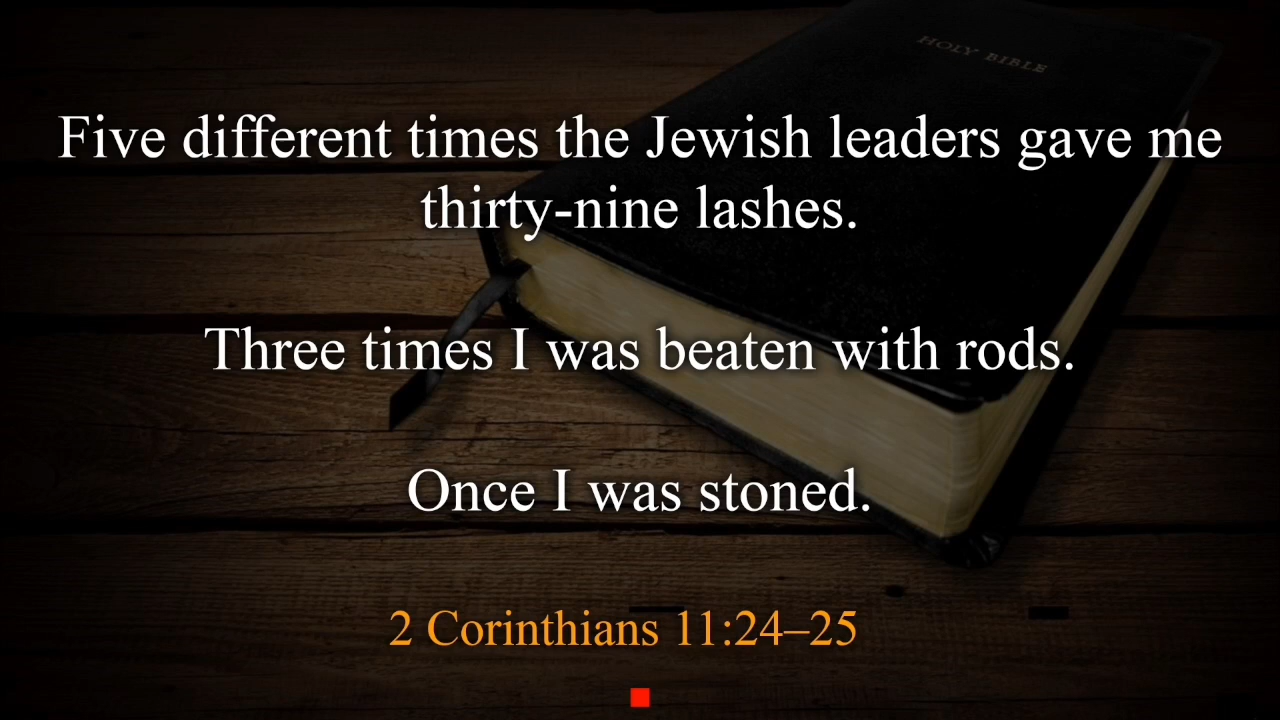 HOLY BIBLE
Five different times the Jewish leaders gave me
thirty-nine lashes.
Three times I was beaten with rods.
Once I was stoned.
2 Corinthians 11:24–25